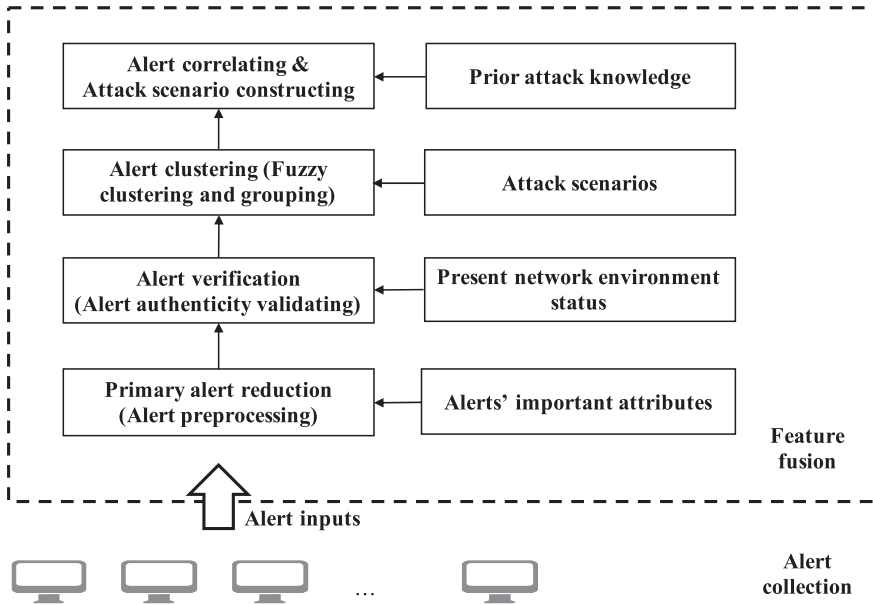 Alert correlating &
Attack scenario constructing
Prior attack knowledge
Alert clustering (Fuzzy
clustering and grouping)
Attack scenarios
Alert verification
(Alert authenticity validating)
Present network environment
status
Primary alert reduction
(Alert preprocessing)
Alerts’ important attributes
Feature
fusion
Alert inputs
...
Alert
collection